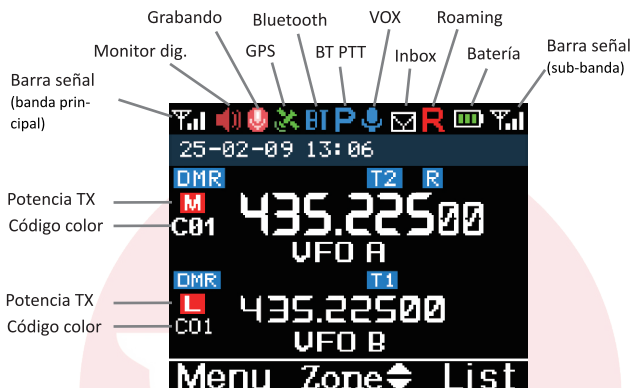 Grabando
Bluetooth
VOX
Roaming
Monitor dig.
GPS
BT PTT
Inbox
Batería
Barra señal
(sub-banda)
Barra señal
(banda prin-
cipal)
BT P R
25-02-09 13:06
DMR T2 R
Potencia TX
M
435.22500
Código color
C01
VFO A
DMR T1
Potencia TX
L
435.22500
Código color
C01
VFO B
Menu Zone List